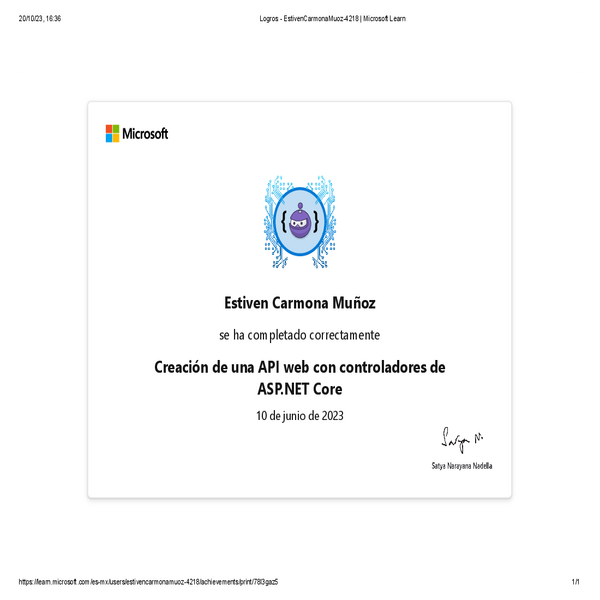 20/10/23, 16:36
Logros - EstivenCarmonaMuoz-4218 | Microsoft Learn
Microsoft
Estiven Carmona Muñoz
se ha completado correctamente
Creación de una API web con controladores de
ASP.NET Core
10 de junio de 2023
Satya N.
Satya Narayana Nadella
https://learn.microsoft.com/es-mx/users/estivencarmonamuoz-4218/achievements/print/78l3gaz5
1/1